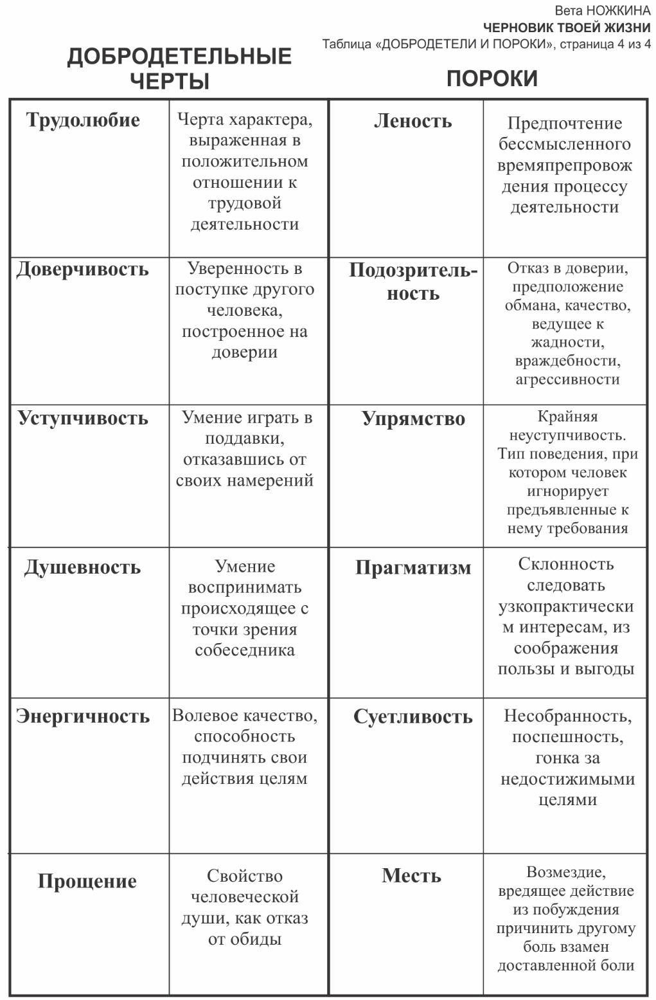 Вета НОЖКИНА
ЧЕРНОВИК ТВОЕЙ ЖИЗНИ
Таблица «ДОБРОДЕТЕЛИ И ПОРОКИ», страница 4 из 4
ДОБРОДЕТЕЛЬНЫЕ
ЧЕРТЫ
ПОРОКИ
Трудолюбие
Черта характера,
выраженная в
положительном
отношении к
трудовой
деятельности
Леность
Предпочтение
бессмысленного
времяпрепровож
дения процессу
деятельности
Доверчивость
Уверенность в
поступке другого
человека,
построенное на
доверии
Подозритель-
ность
Отказ в доверии,
предположение
обмана, качество,
ведущее к
жадности,
враждебности,
агрессивности
Уступчивость
Умение играть в
поддавки,
отказавшись от
своих намерений
Упрямство
Крайняя
неуступчивость.
Тип поведения, при
котором человек
игнорирует
предъявленные к
нему требования
Душевность
Умение
воспринимать
происходящее с
точки зрения
собеседника
Прагматизм
Склонность
следовать
узкопрактически
м интересам, из
соображения
пользы и выгоды
Энергичность
Волевое качество,
способность
подчинять свои
действия целям
Суетливость
Несобранность,
поспешность,
гонка за
недостижимыми
целями
Прощение
Свойство
человеческой
души, как отказ
от обиды
Месть
Возмездие,
вредящее действие
из побуждения
причинить другому
боль взамен
доставленной боли